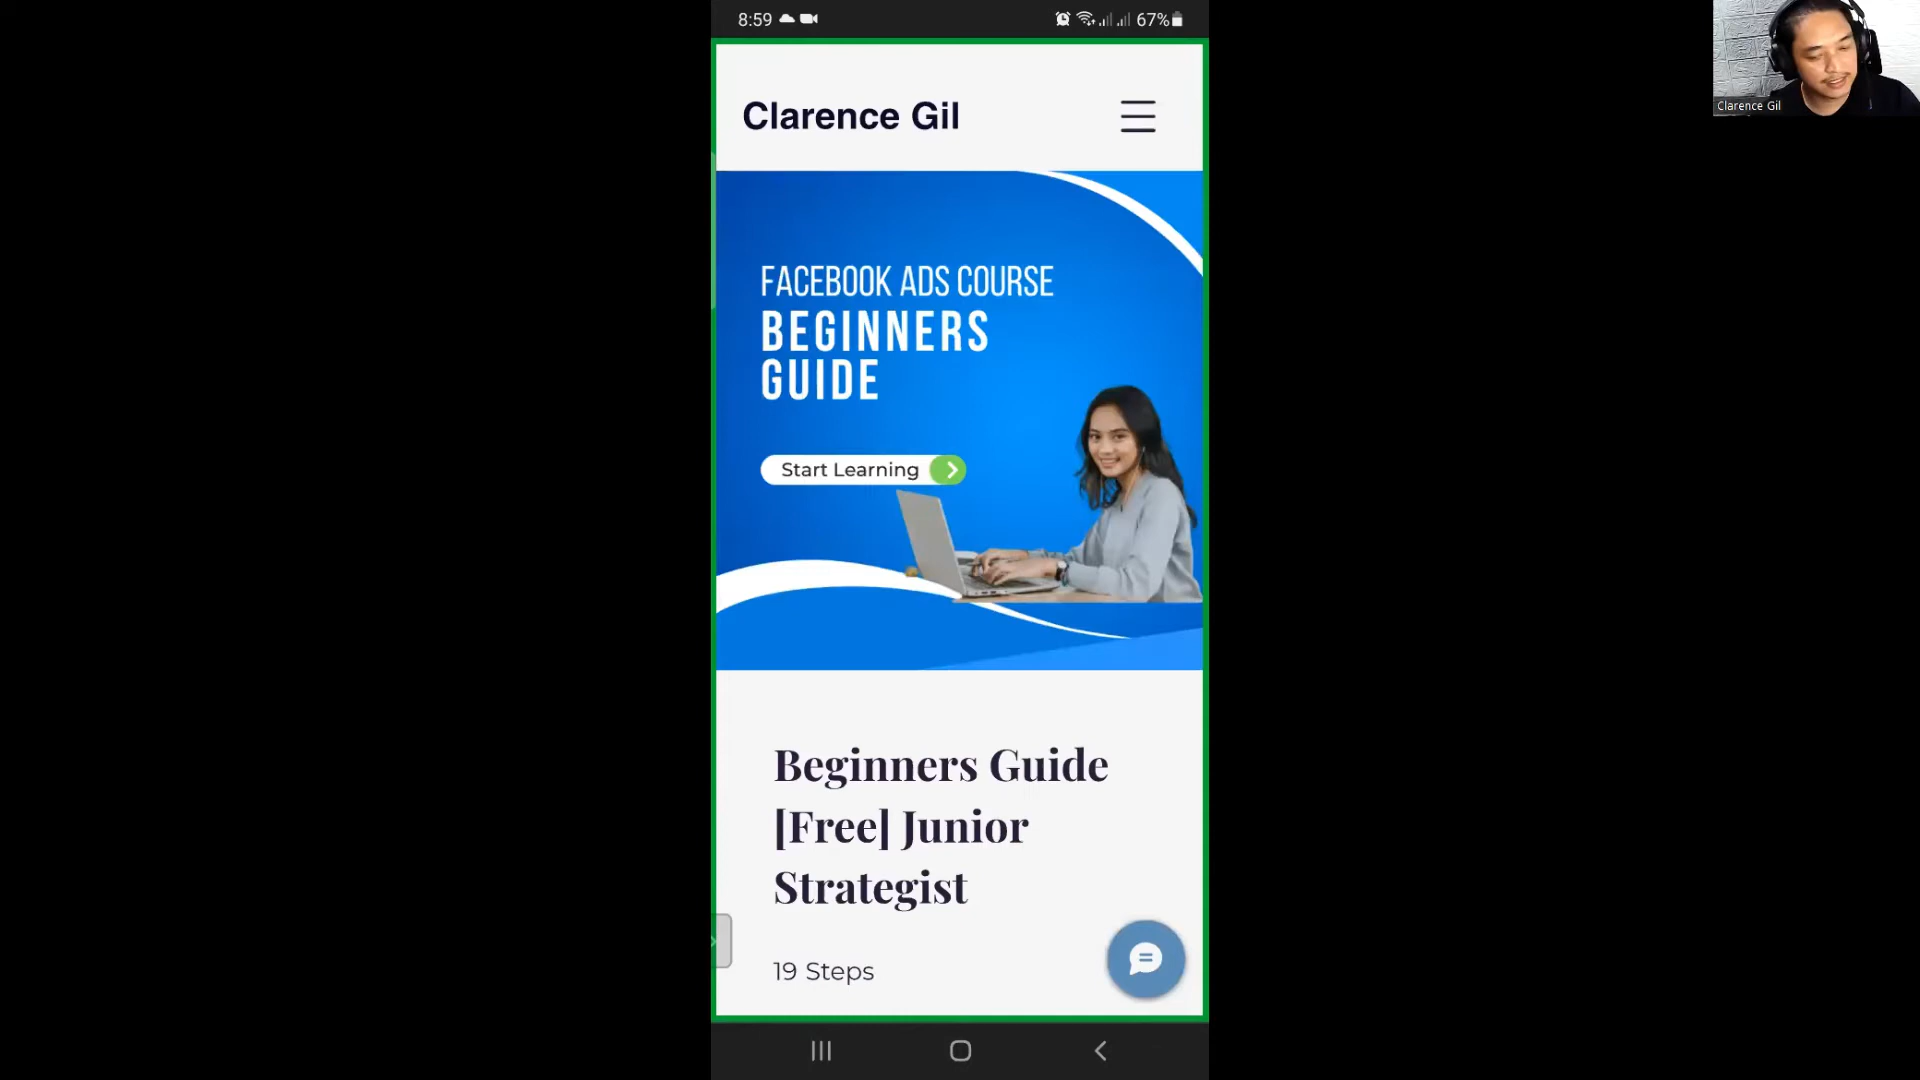 8:59
67%
Clarence Gil
Clarence Gil
FACEBOOK ADS COURSE
BEGINNERS
GUIDE
Start Learning
Beginners Guide
[Free] Junior
Strategist
19 Steps